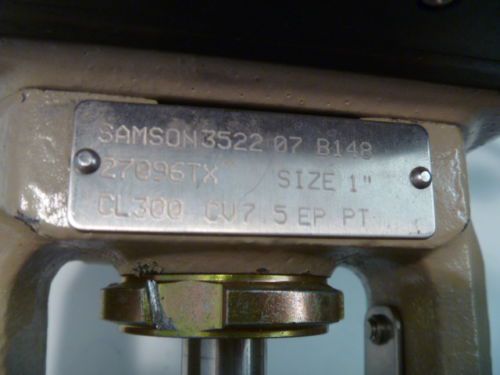 SAMSON 3522 07 B148
27096TX SIZE 1"
CL300 CV7.5 EP PT